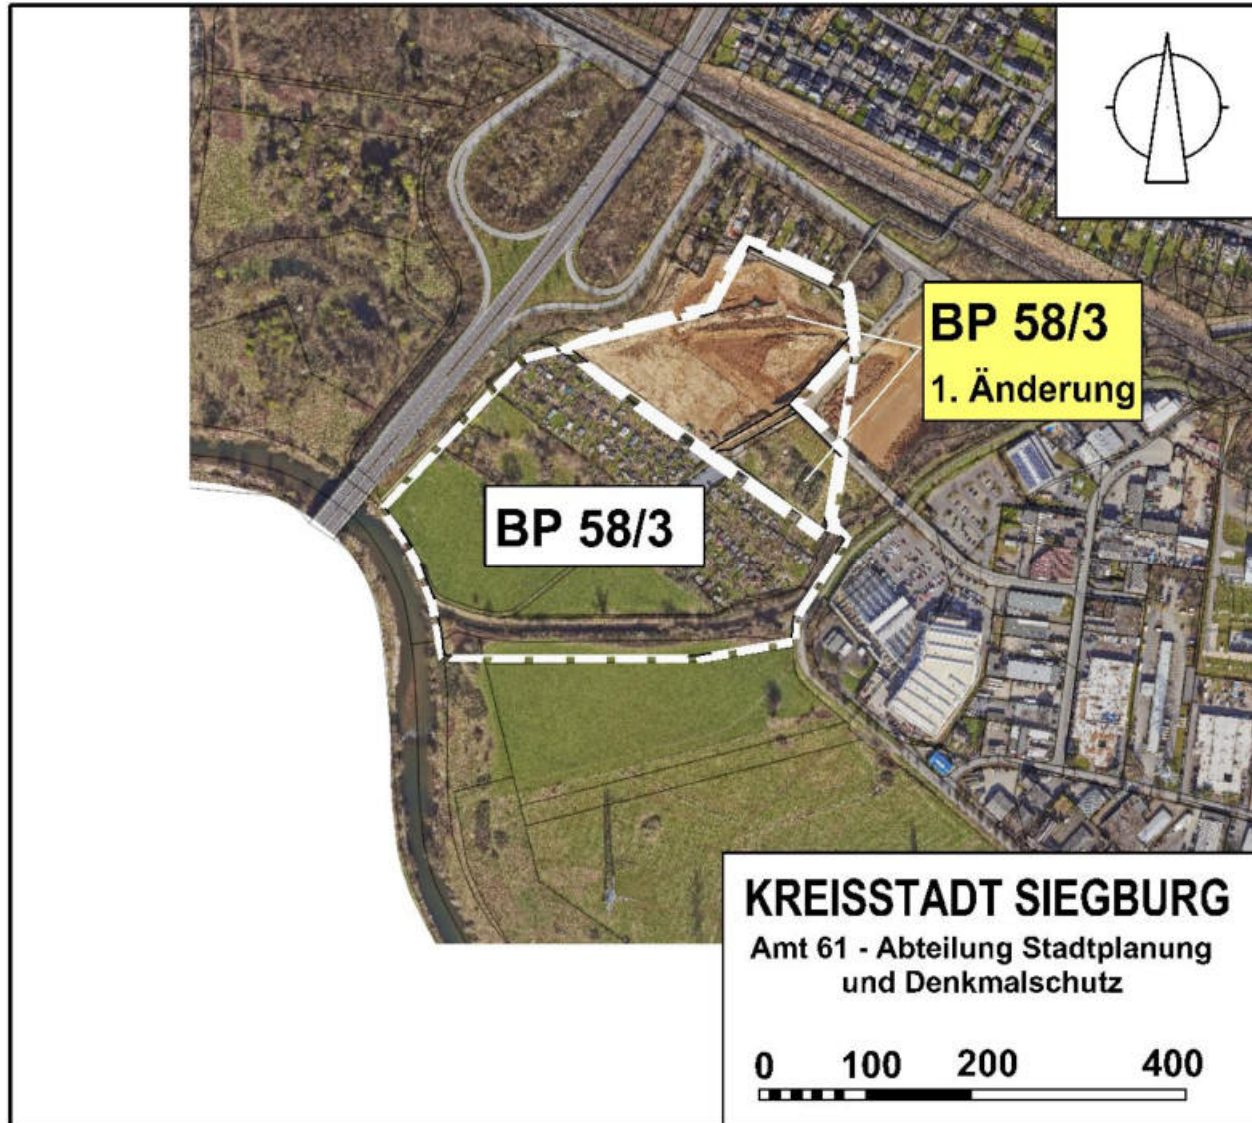 BP 58/3
1. Änderung
BP 58/3
KREISSTADT SIEGBURG
Amt 61 - Abteilung Stadtplanung
und Denkmalschutz
0 100 200 400